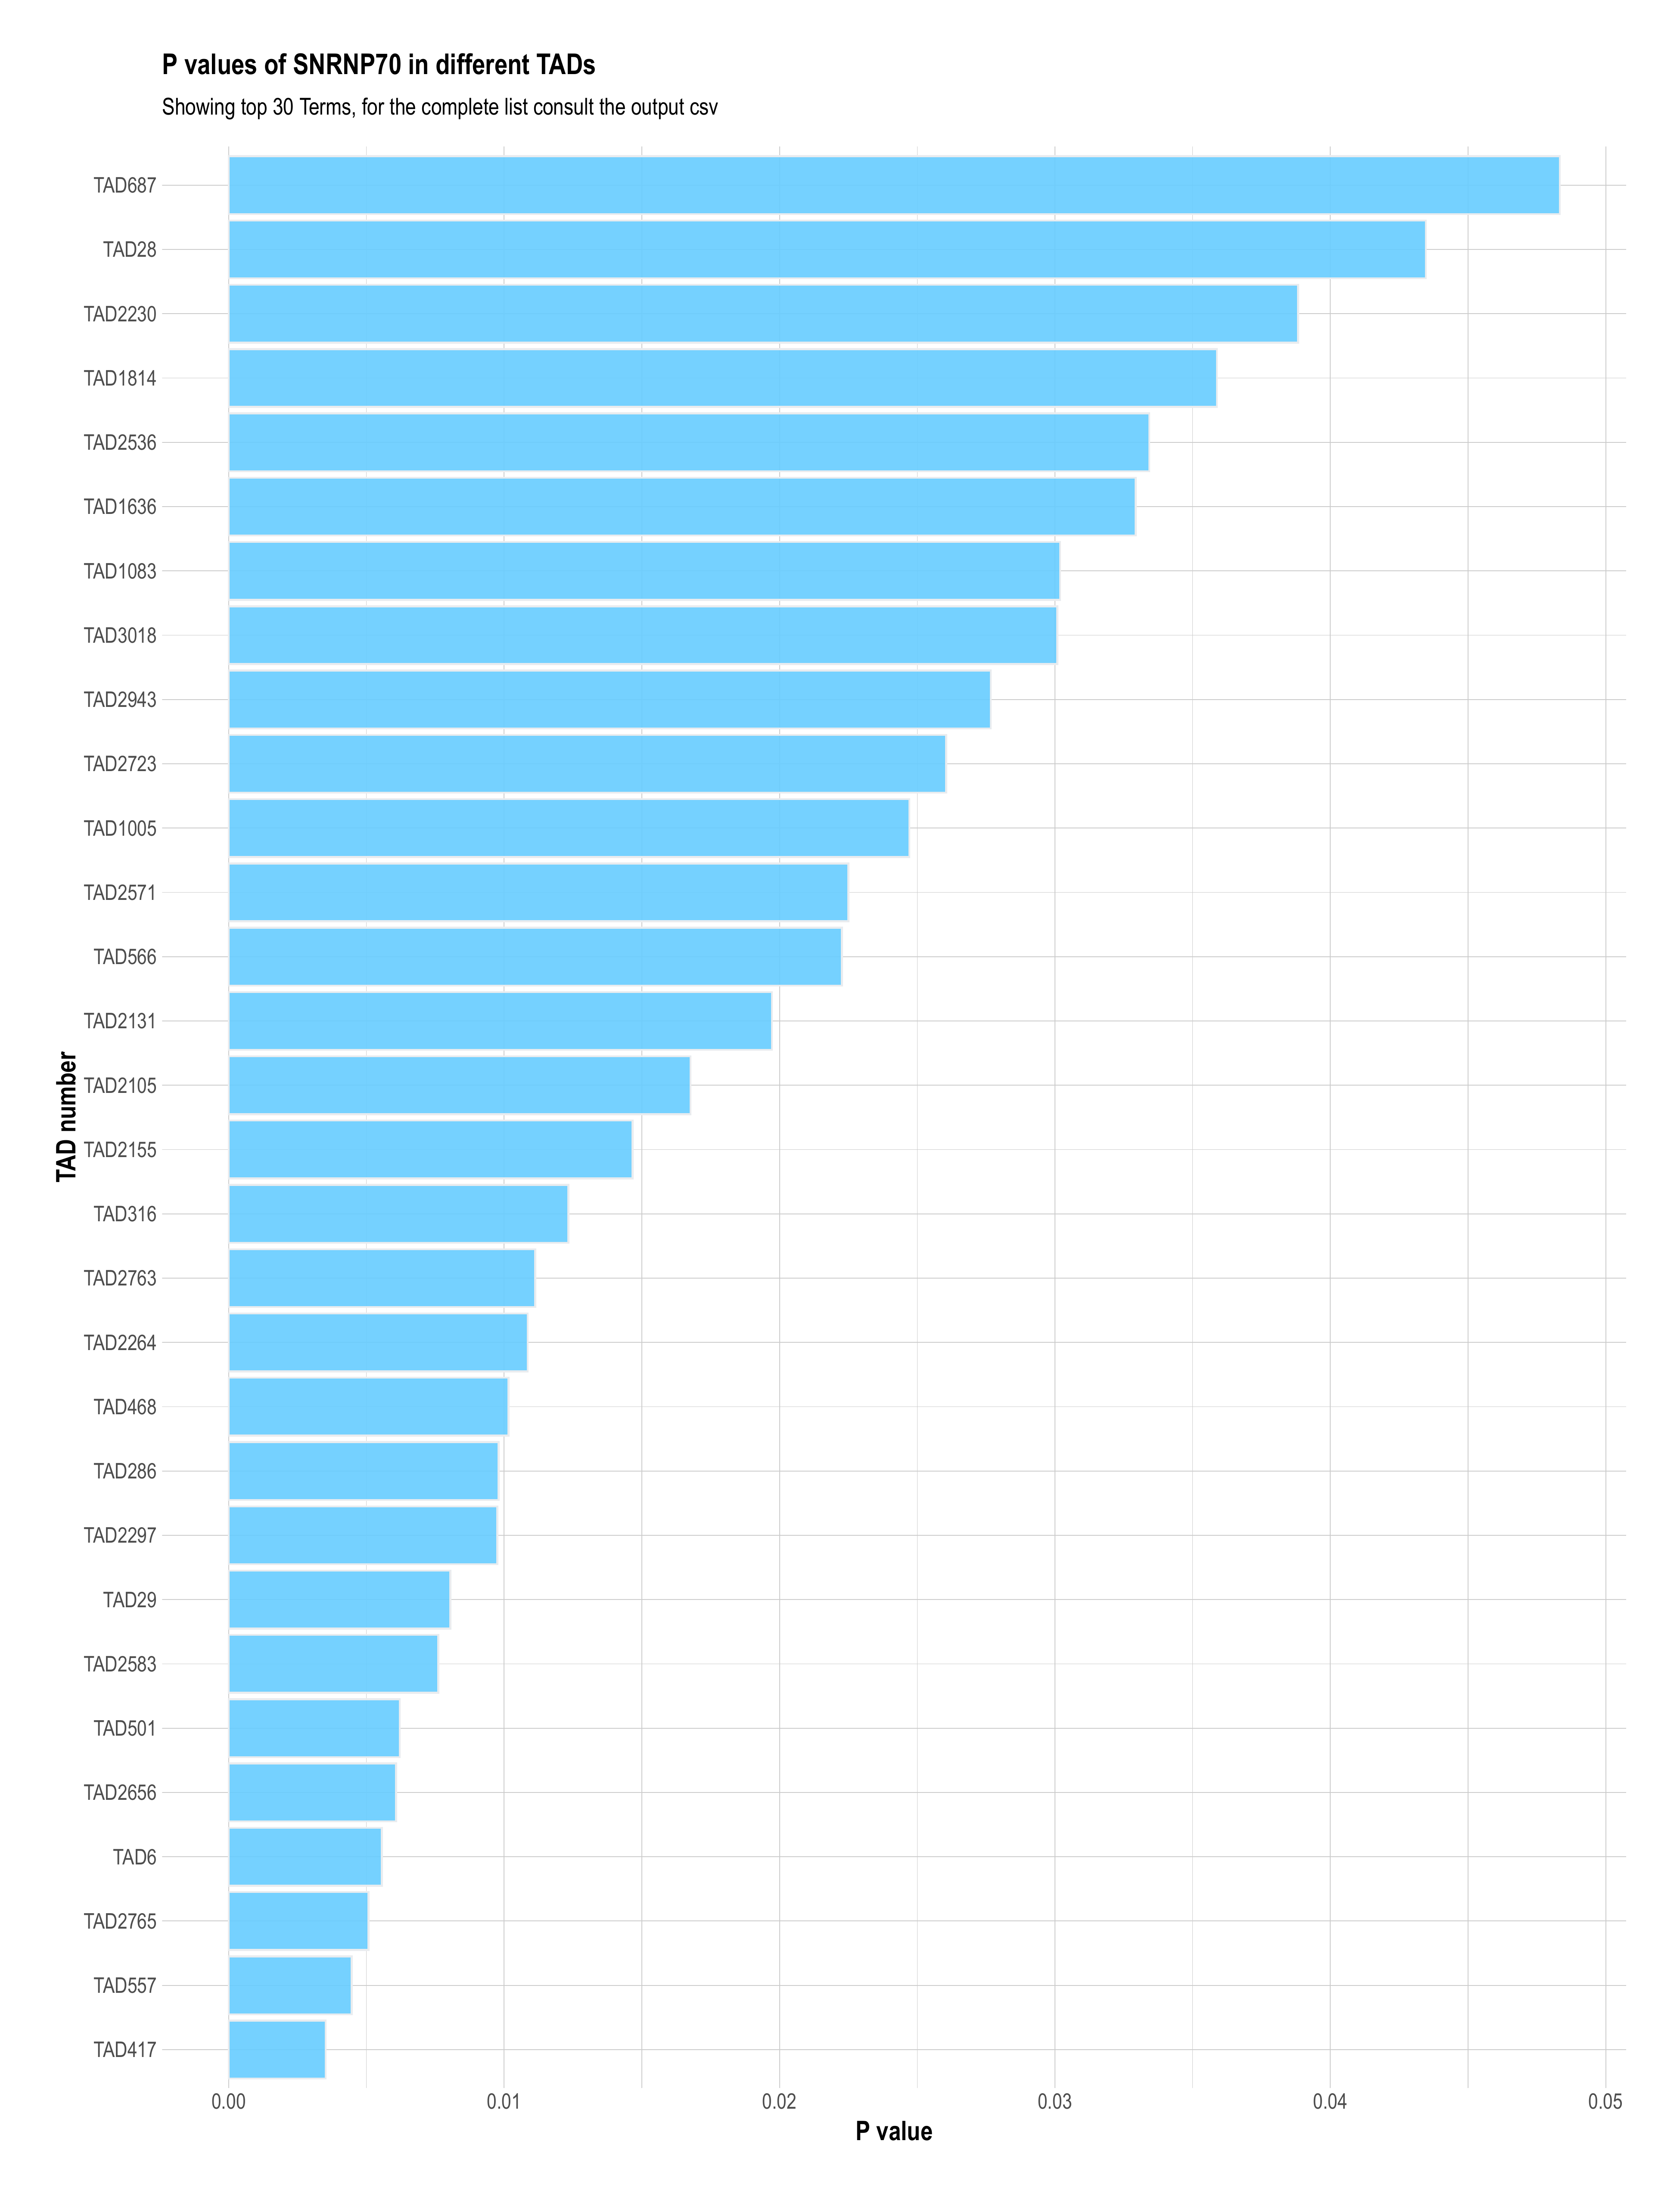 P values of SNRNP70 in different TADs
Showing top 30 Terms, for the complete list consult the output csv
TAD number
TAD687
TAD28
TAD2230
TAD1814
TAD2536
TAD1636
TAD1083
TAD3018
TAD2943
TAD2723
TAD1005
TAD2571
TAD566
TAD2131
TAD2105
TAD2155
TAD316
TAD2763
TAD2264
TAD468
TAD286
TAD2297
TAD29
TAD2583
TAD501
TAD2656
TAD6
TAD2765
TAD557
TAD417
0.00 0.01 0.02 0.03 0.04 0.05
P value